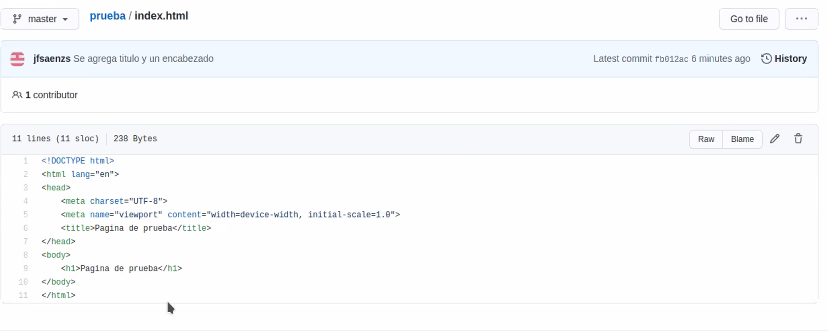 master prueba / index.html Go to file ...
jfsaenzs Se agrega titulo y un encabezado Latest commit fb012ac 6 minutes ago History
1 contributor
11 lines (11 sloc) 238 Bytes Raw Blame
1 <!DOCTYPE html>
2 <html lang="en">
3 <head>
4 <meta charset="UTF-8">
5 <meta name="viewport" content="width=device-width, initial-scale=1.0">
6 <title>Pagina de prueba</title>
7 </head>
8 <body>
9 <h1>Pagina de prueba</h1>
10 </body>
11 </html>